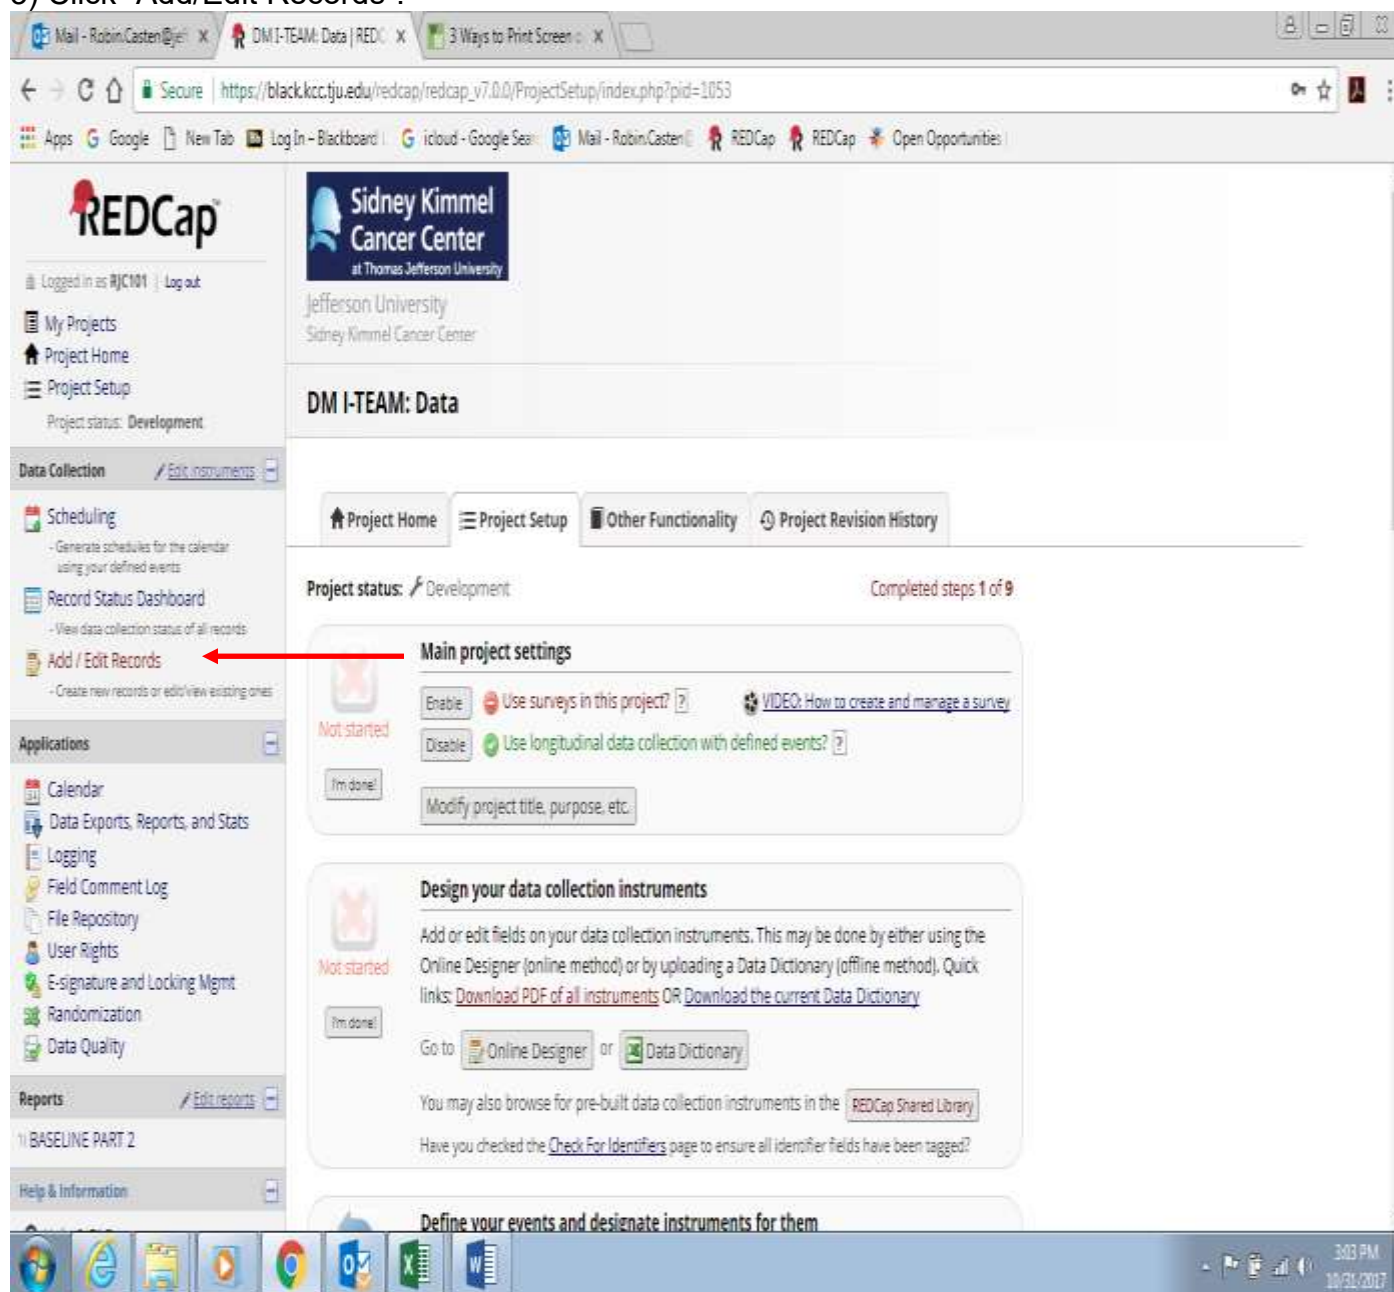 Click "Add/Edit Records".
Mail - Robin.Casten@jef
DM I-TEAM: Data | REDC
3 Ways to Print Screen
Secure | https://black.kcc.tju.edu/redcap/redcap_v7.0.0/ProjectSetup/index.php?pid=1053
Apps Google New Tab Log In – Blackboard icloud - Google Sear Mail - Robin.Casten REDCap REDCap Open Opportunities
REDCap
Logged in as RJC101 | Log out
My Projects
Project Home
Project Setup
Project status: Development
Data Collection Edit instruments
Scheduling
- Generate schedules for the calendar
using your defined events
Record Status Dashboard
- View data collection status of all records
Add / Edit Records
- Create new records or edit/view existing ones
Applications
Calendar
Data Exports, Reports, and Stats
Logging
Field Comment Log
File Repository
User Rights
E-signature and Locking Mgmt
Randomization
Data Quality
Reports Edit reports
1) BASELINE PART 2
Help & Information
Sidney Kimmel
Cancer Center
at Thomas Jefferson University
Jefferson University
Sidney Kimmel Cancer Center
DM I-TEAM: Data
Project Home Project Setup Other Functionality Project Revision History
Project status: Development Completed steps 1 of 9
Main project settings
Not started
I'm done!
Enable Use surveys in this project? ? VIDEO: How to create and manage a survey
Disable Use longitudinal data collection with defined events? ?
Modify project title, purpose, etc.
Design your data collection instruments
Not started
I'm done!
Add or edit fields on your data collection instruments. This may be done by either using the
Online Designer (online method) or by uploading a Data Dictionary (offline method). Quick
links: Download PDF of all instruments OR Download the current Data Dictionary
Go to Online Designer or Data Dictionary
You may also browse for pre-built data collection instruments in the REDCap Shared Library
Have you checked the Check For Identifiers page to ensure all identifier fields have been tagged?
Define your events and designate instruments for them
3:03 PM
10/31/2017